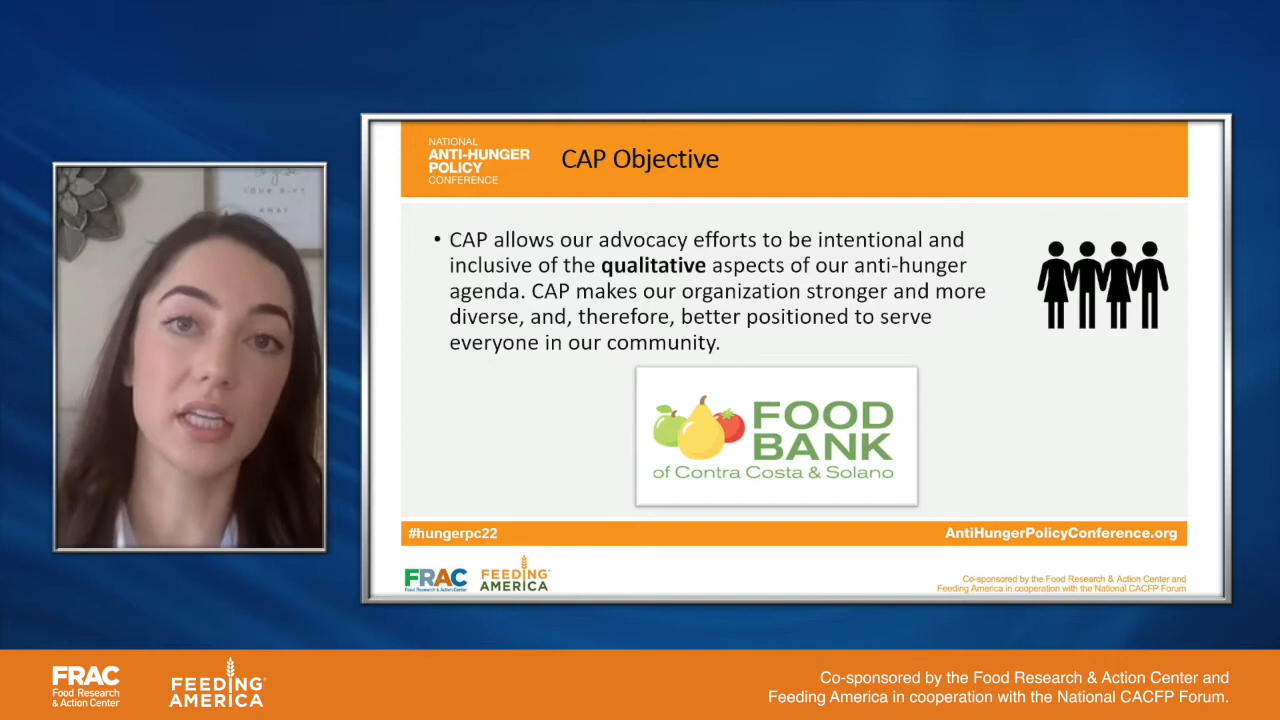 NATIONAL
ANTI-HUNGER
POLICY
CONFERENCE
CAP Objective
• CAP allows our advocacy efforts to be intentional and
inclusive of the qualitative aspects of our anti-hunger
agenda. CAP makes our organization stronger and more
diverse, and, therefore, better positioned to serve
everyone in our community.
FOOD
BANK
of Contra Costa & Solano
#hungerpc22
AntiHungerPolicyConference.org
FRAC
Food Research & Action Center
FEEDING
AMERICA
Co-sponsored by the Food Research & Action Center and
Feeding America in cooperation with the National CACFP Forum
FRAC
Food Research
& Action Center
FEEDING
AMERICA
Co-sponsored by the Food Research & Action Center and
Feeding America in cooperation with the National CACFP Forum.